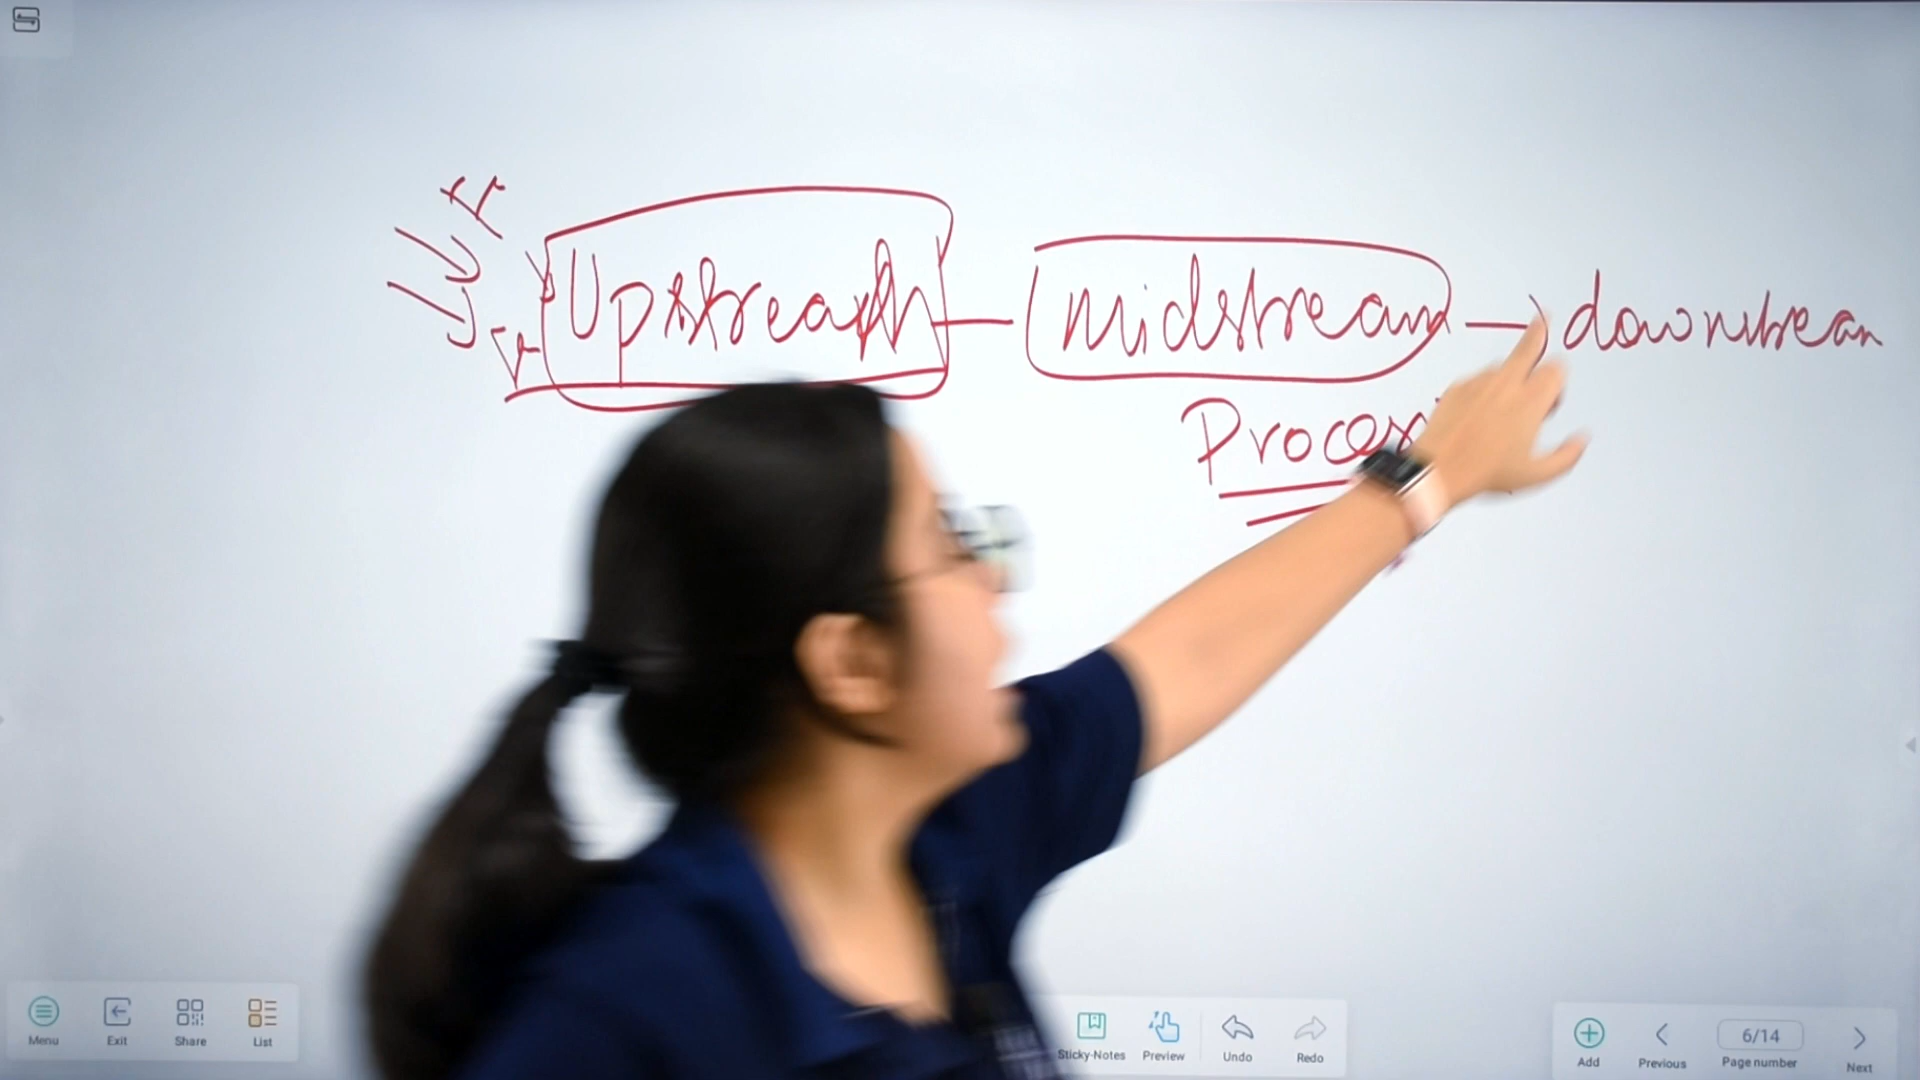 Upstream — midstream → downstream
Process
Menu Exit Share List
Sticky-Notes Preview Undo Redo
Add Previous 6/14 Page number Next